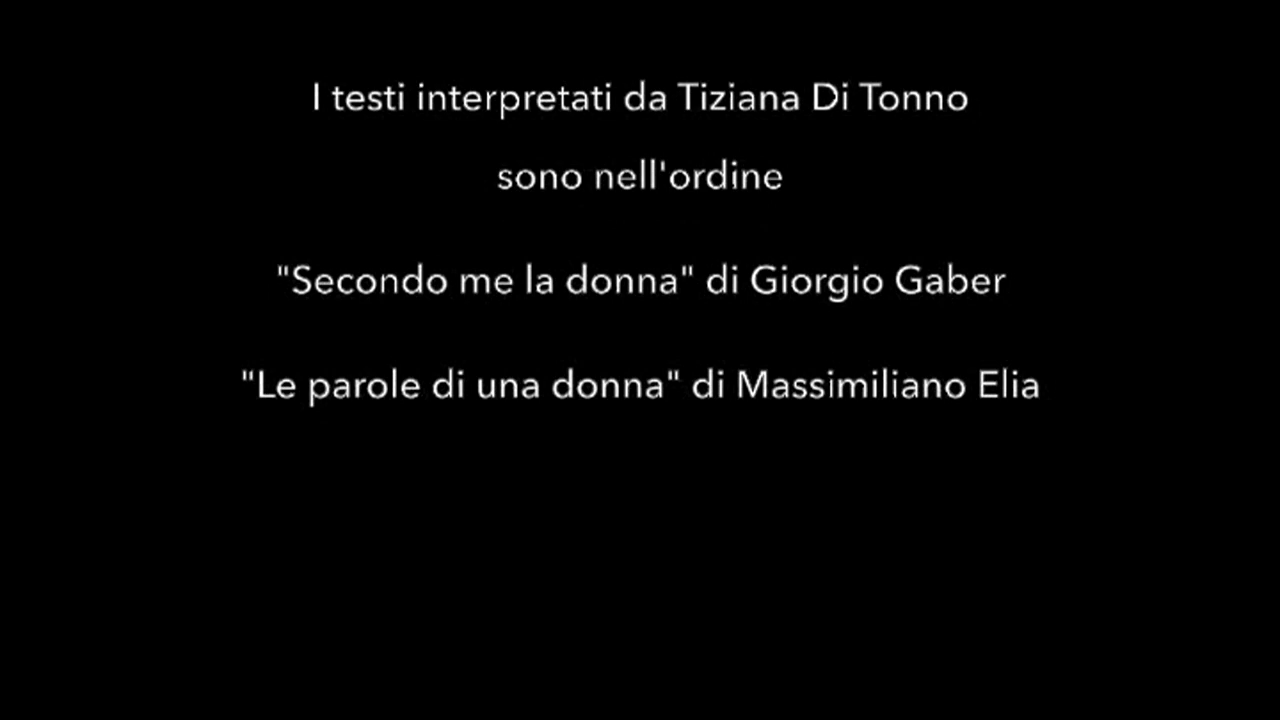 I testi interpretati da Tiziana Di Tonno
sono nell'ordine
"Secondo me la donna" di Giorgio Gaber
"Le parole di una donna" di Massimiliano Elia